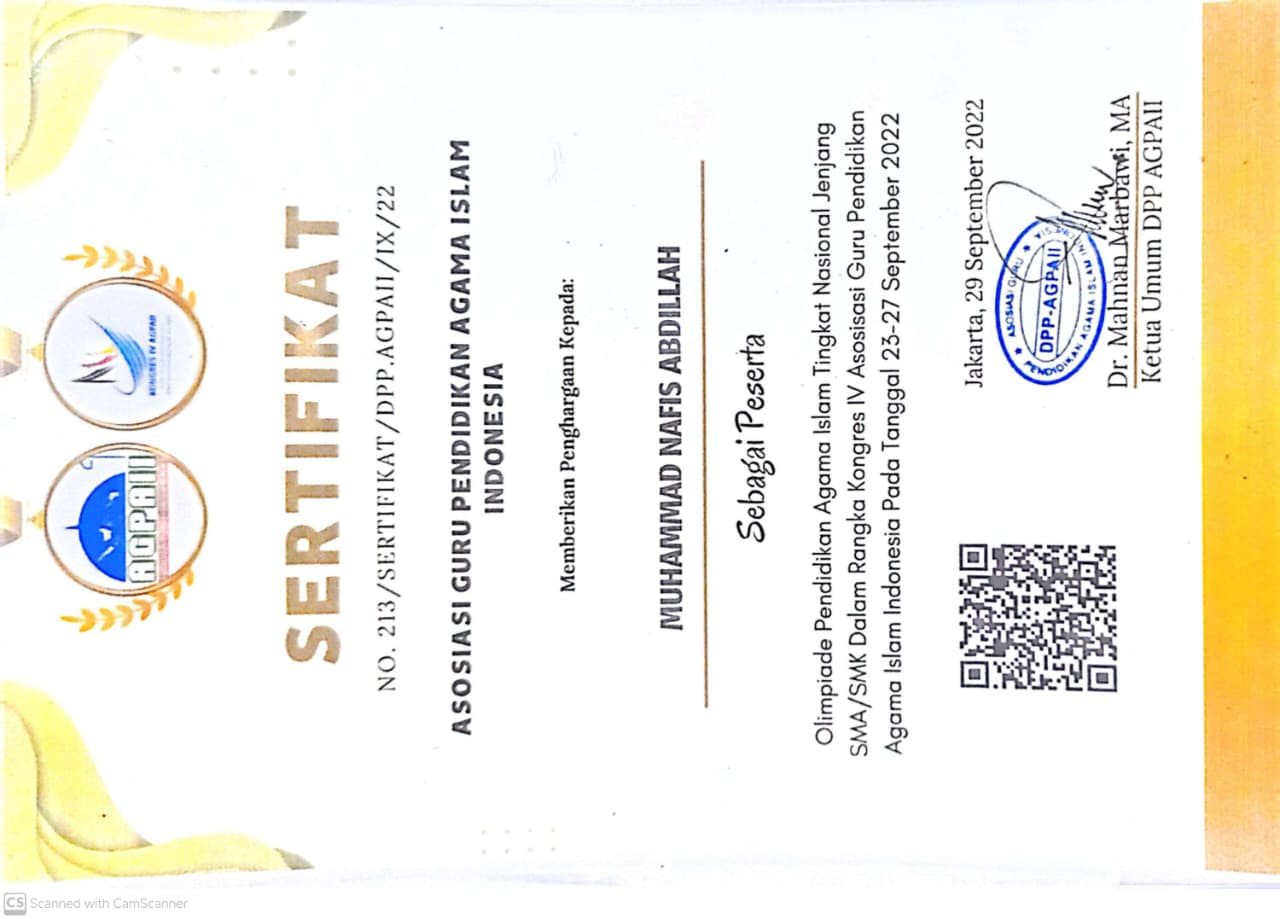 AGPAII
KONGRES IV AGPAII
SERTIFIKAT
NO. 213/SERTIFIKAT/DPP.AGPAII/IX/22
ASOSIASI GURU PENDIDIKAN AGAMA ISLAM
INDONESIA
Memberikan Penghargaan Kepada:
MUHAMMAD NAFIS ABDILLAH
Sebagai Peserta
Olimpiade Pendidikan Agama Islam Tingkat Nasional Jenjang
SMA/SMK Dalam Rangka Kongres IV Asosisasi Guru Pendidikan
Agama Islam Indonesia Pada Tanggal 23-27 September 2022
Jakarta, 29 September 2022
ASOSIASI GURU
DPP-AGPAII
PENDIDIKAN AGAMA ISLAM
Dr. Mahnan Marbawi, MA
Ketua Umum DPP AGPAII
CS Scanned with CamScanner